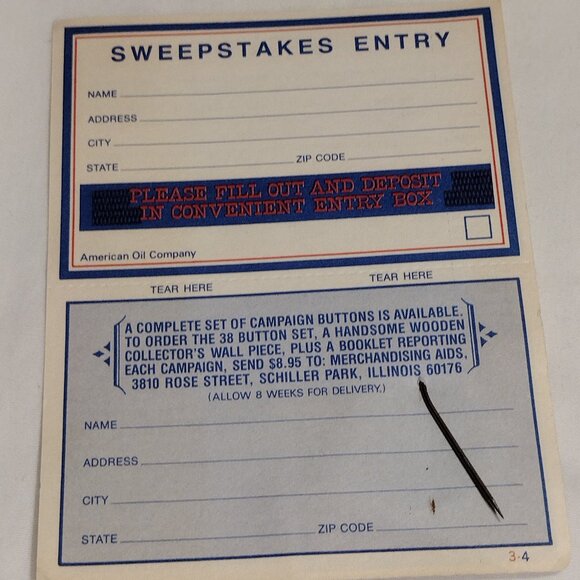 SWEEPSTAKES ENTRY
NAME
ADDRESS
CITY
STATE ZIP CODE
PLEASE FILL OUT AND DEPOSIT
IN CONVENIENT ENTRY BOX
American Oil Company
TEAR HERE TEAR HERE
A COMPLETE SET OF CAMPAIGN BUTTONS IS AVAILABLE.
TO ORDER THE 38 BUTTON SET, A HANDSOME WOODEN
COLLECTOR'S WALL PIECE, PLUS A BOOKLET REPORTING
EACH CAMPAIGN, SEND $8.95 TO: MERCHANDISING AIDS,
3810 ROSE STREET, SCHILLER PARK, ILLINOIS 60176
(ALLOW 8 WEEKS FOR DELIVERY.)
NAME
ADDRESS
CITY
STATE ZIP CODE
3-4